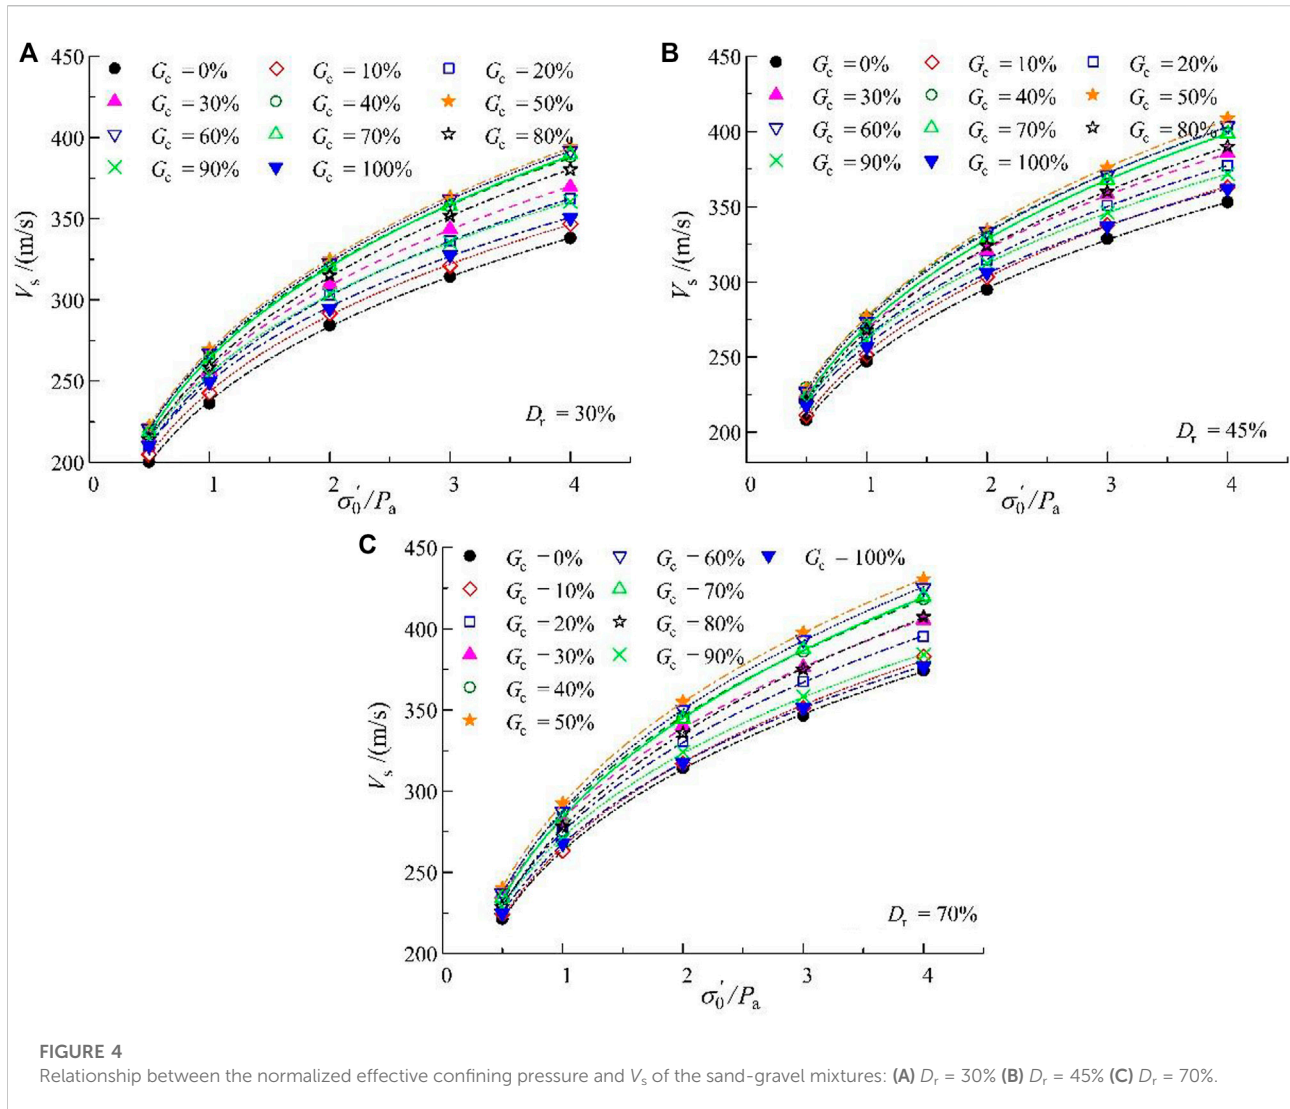 A
450
400
350
300
250
200
V_s /(m/s)
G_c = 0% G_c = 10% G_c = 20%
G_c = 30% G_c = 40% G_c = 50%
G_c = 60% G_c = 70% G_c = 80%
G_c = 90% G_c = 100%
D_r = 30%
0 1 2 3 4
σ_0′/P_a
B
450
400
350
300
250
200
V_s /(m/s)
G_c = 0% G_c = 10% G_c = 20%
G_c = 30% G_c = 40% G_c = 50%
G_c = 60% G_c = 70% G_c = 80%
G_c = 90% G_c = 100%
D_r = 45%
0 1 2 3 4
σ_0′/P_a
C
450
400
350
300
250
200
V_s /(m/s)
G_c = 0% G_c = 60% G_c = 100%
G_c = 10% G_c = 70%
G_c = 20% G_c = 80%
G_c = 30% G_c = 90%
G_c = 40%
G_c = 50%
D_r = 70%
0 1 2 3 4
σ_0′/P_a
FIGURE 4
Relationship between the normalized effective confining pressure and V_s of the sand-gravel mixtures: (A) D_r = 30% (B) D_r = 45% (C) D_r = 70%.